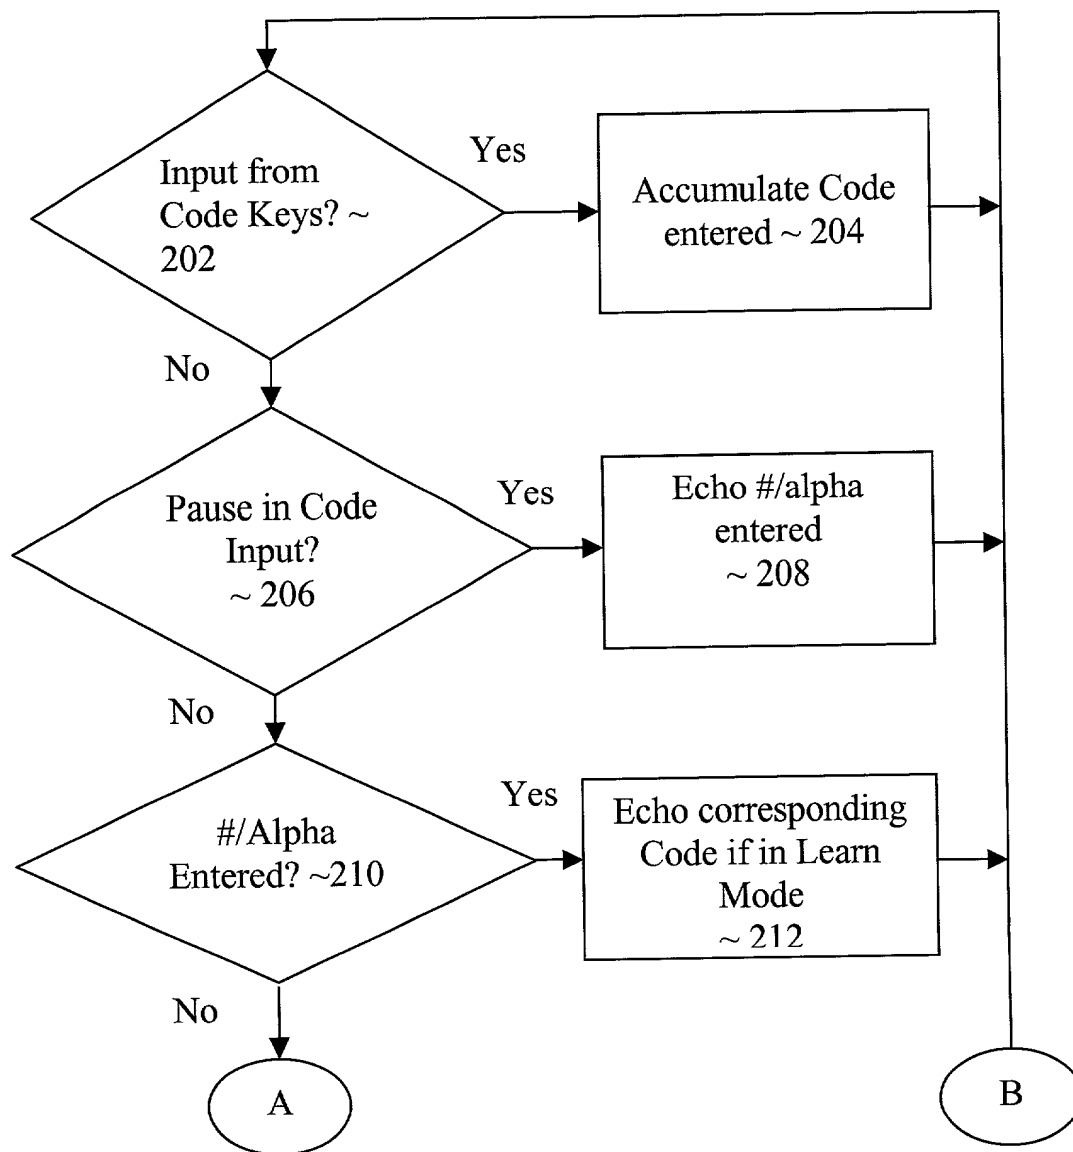 Yes
Input from
Code Keys? ~
202
Accumulate Code
entered ~ 204
No
Yes
Pause in Code
Input?
~ 206
Echo #/alpha
entered
~ 208
No
Yes
#/Alpha
Entered? ~210
Echo corresponding
Code if in Learn
Mode
~ 212
No
A
B